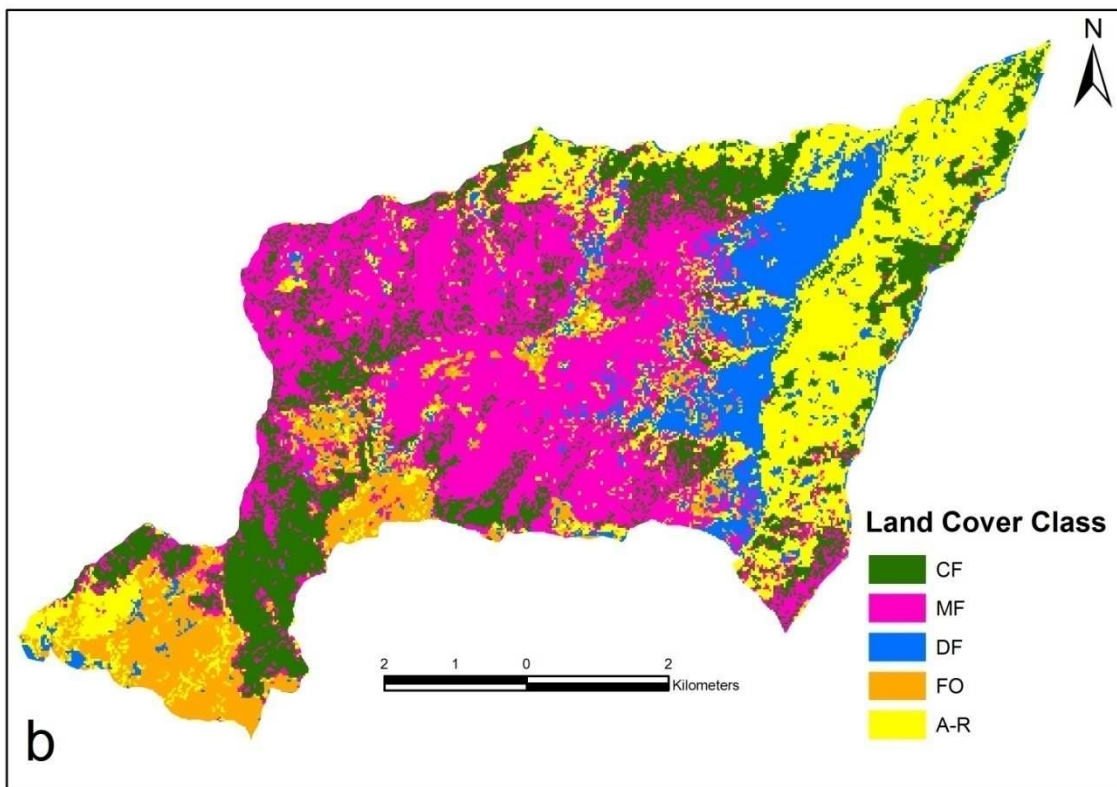 N
Land Cover Class
CF
MF
DF
FO
A-R
2 1 0 2
Kilometers
b